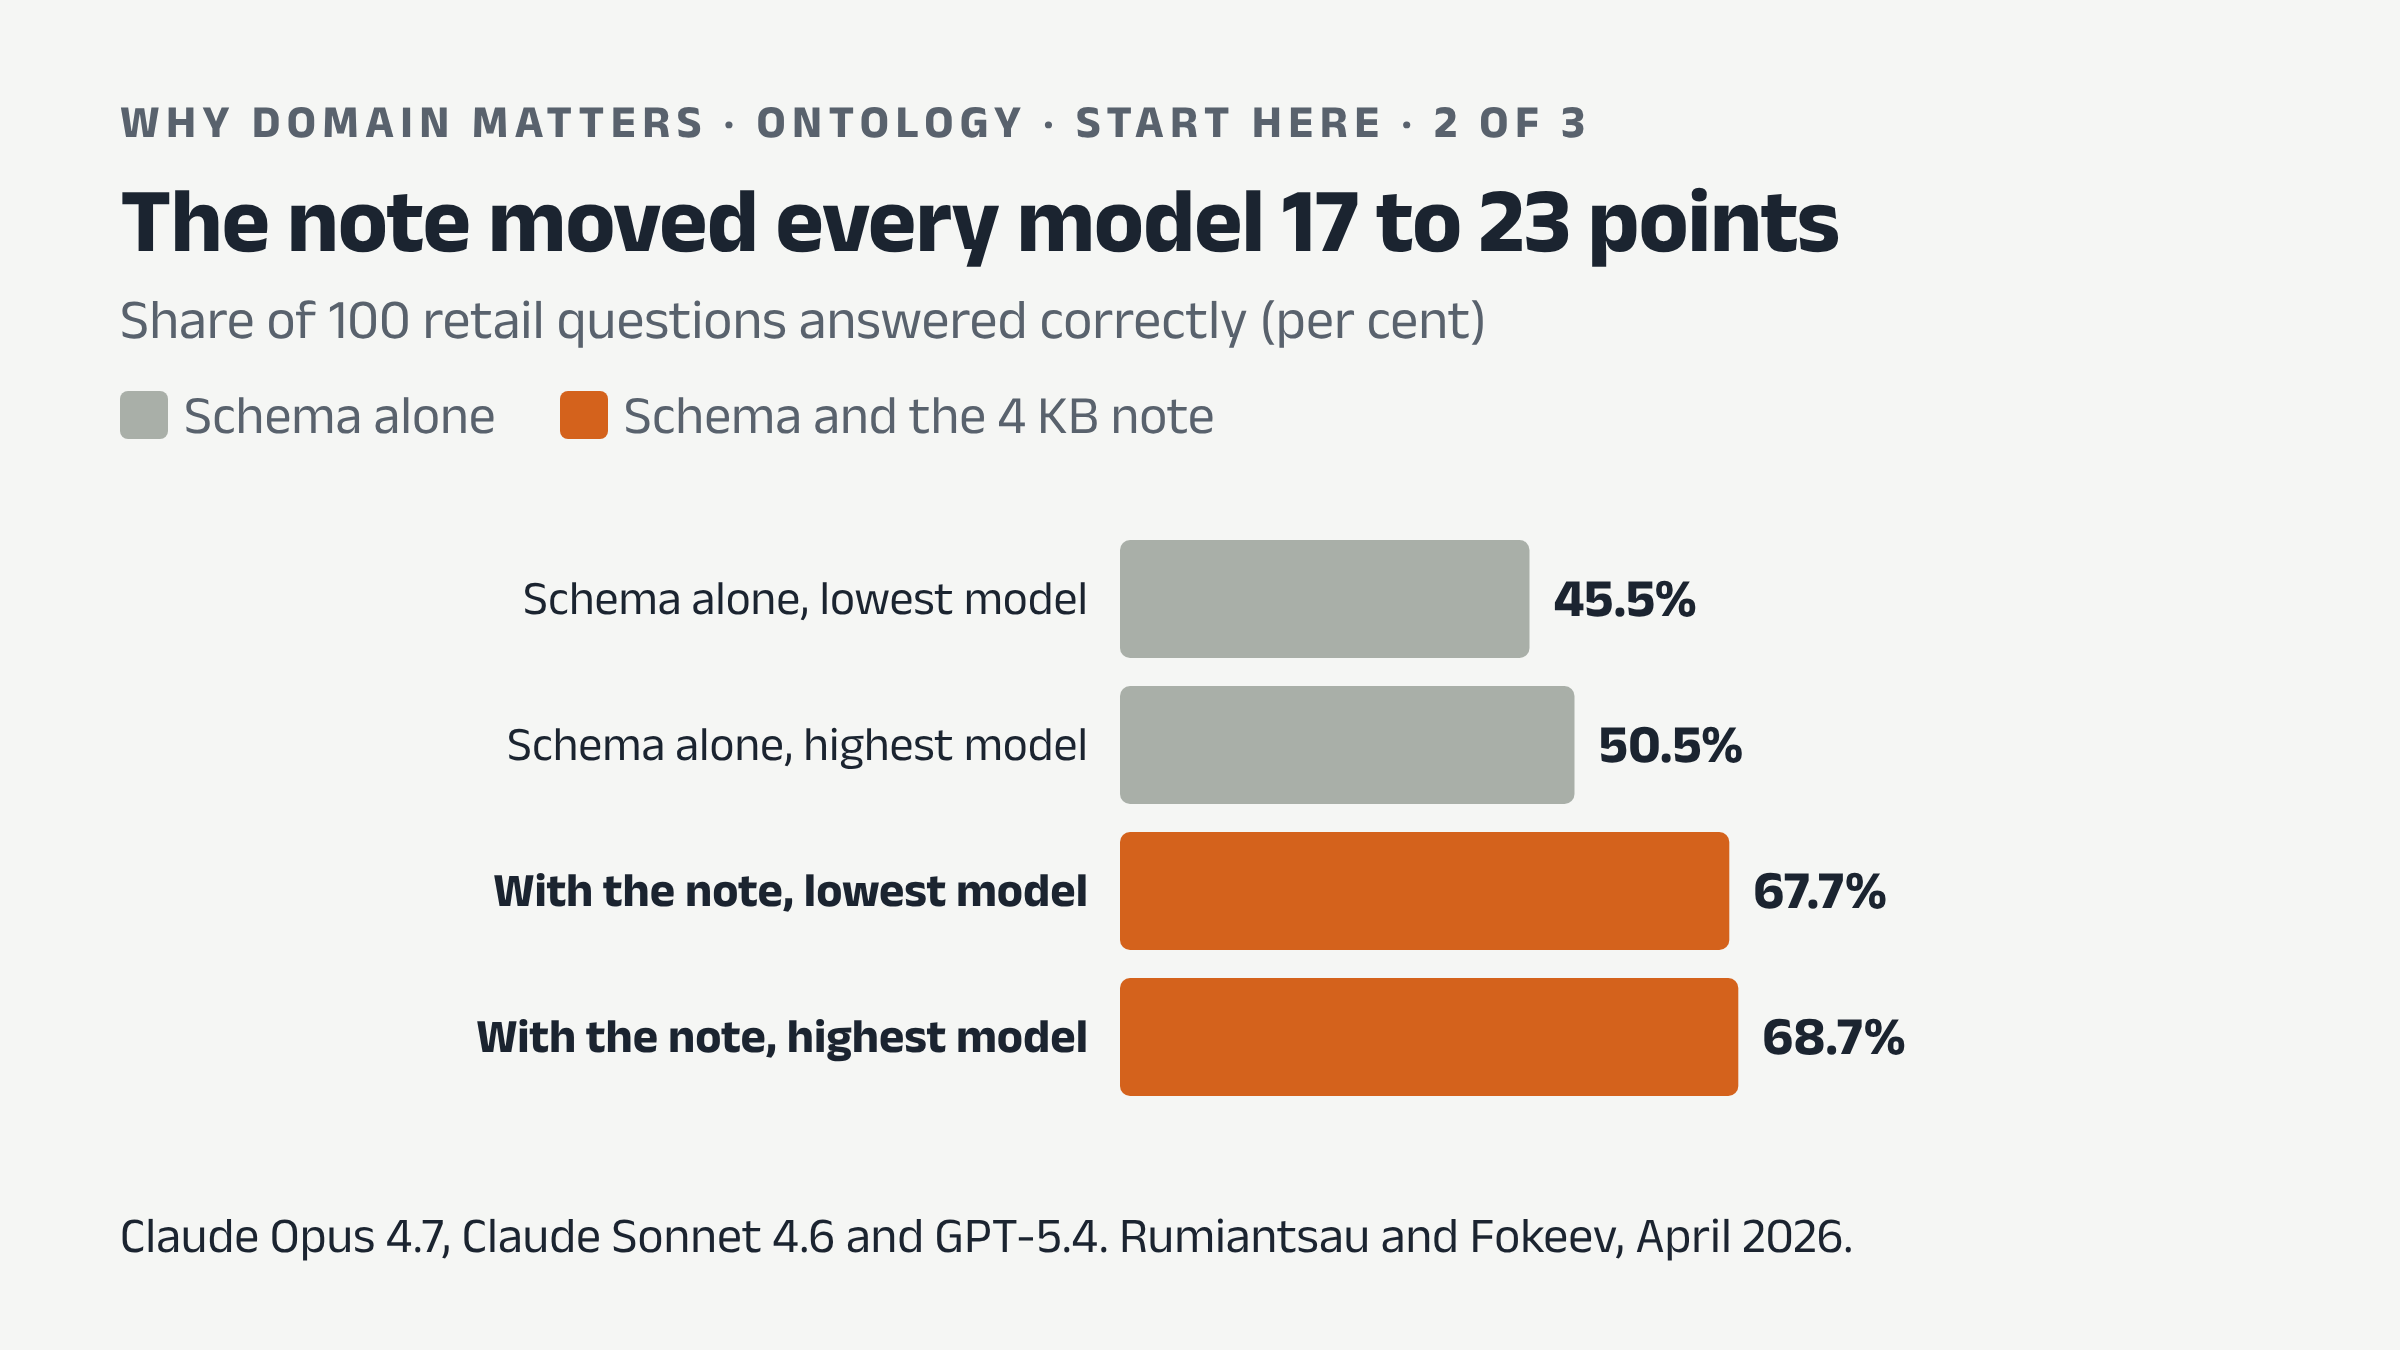 WHY DOMAIN MATTERS · ONTOLOGY · START HERE · 2 OF 3
The note moved every model 17 to 23 points
Share of 100 retail questions answered correctly (per cent)
Schema alone
Schema and the 4 KB note
Schema alone, lowest model
45.5%
Schema alone, highest model
50.5%
With the note, lowest model
67.7%
With the note, highest model
68.7%
Claude Opus 4.7, Claude Sonnet 4.6 and GPT-5.4. Rumiantsau and Fokeev, April 2026.